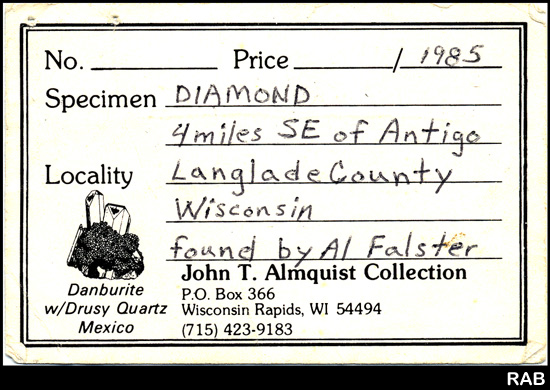 No. Price / 1985
Specimen DIAMOND
4 miles SE of Antigo
Locality Langlade County
Wisconsin
found by Al Falster
John T. Almquist Collection
Danburite P.O. Box 366
w/Drusy Quartz Wisconsin Rapids, WI 54494
Mexico (715) 423-9183
RAB